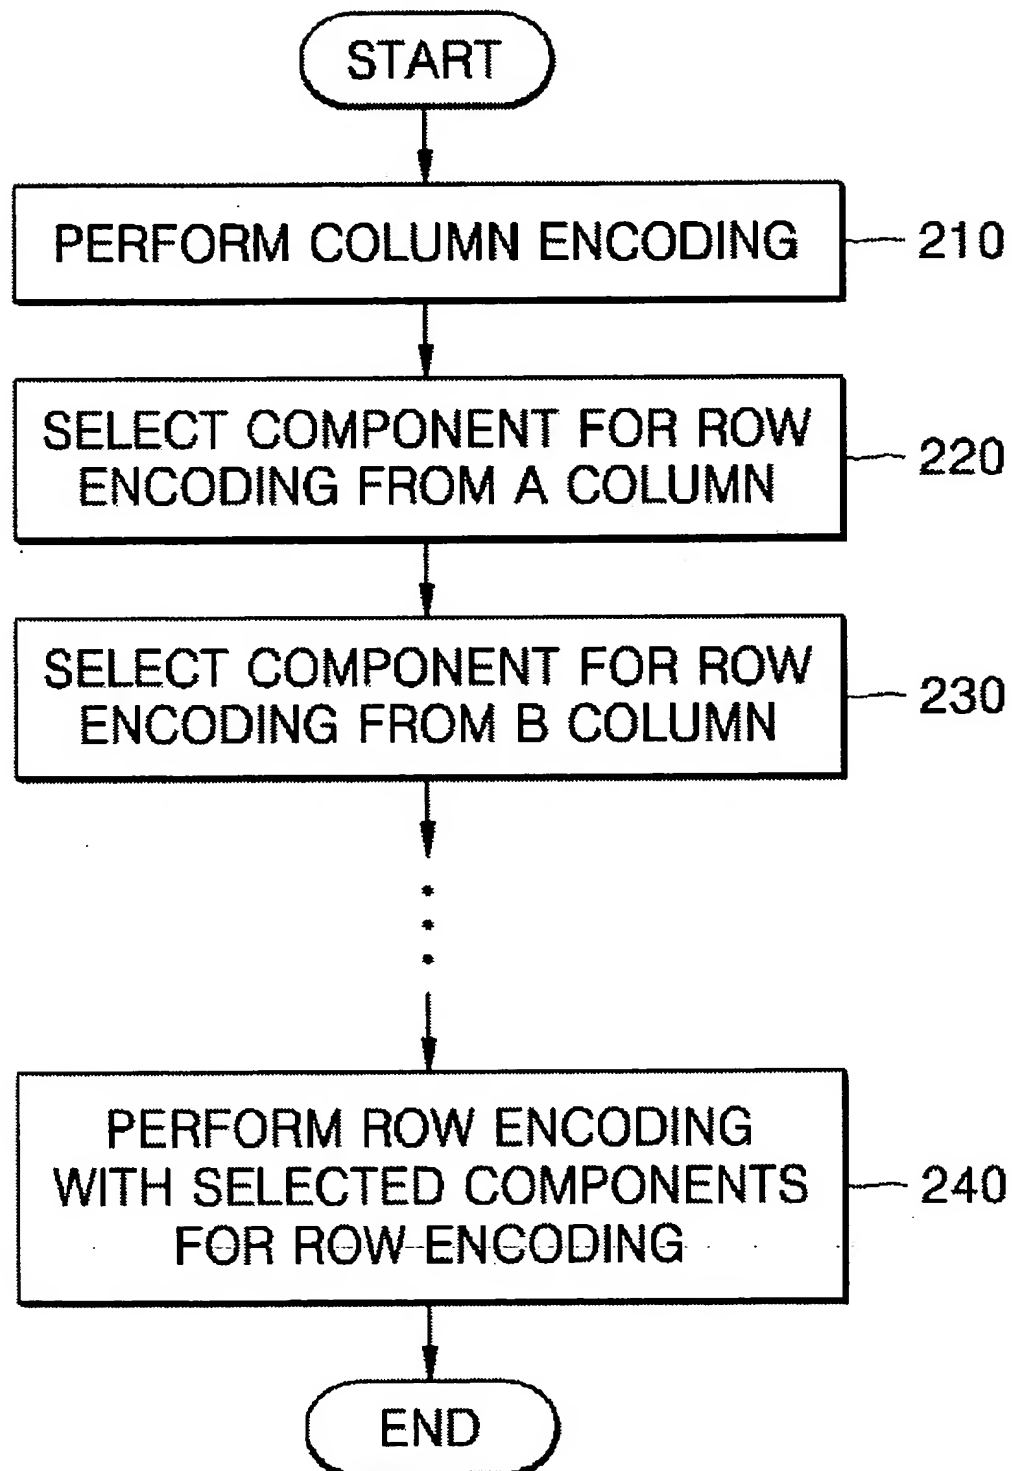 START
PERFORM COLUMN ENCODING
210
SELECT COMPONENT FOR ROW
ENCODING FROM A COLUMN
220
SELECT COMPONENT FOR ROW
ENCODING FROM B COLUMN
230
PERFORM ROW ENCODING
WITH SELECTED COMPONENTS
FOR ROW ENCODING
240
END